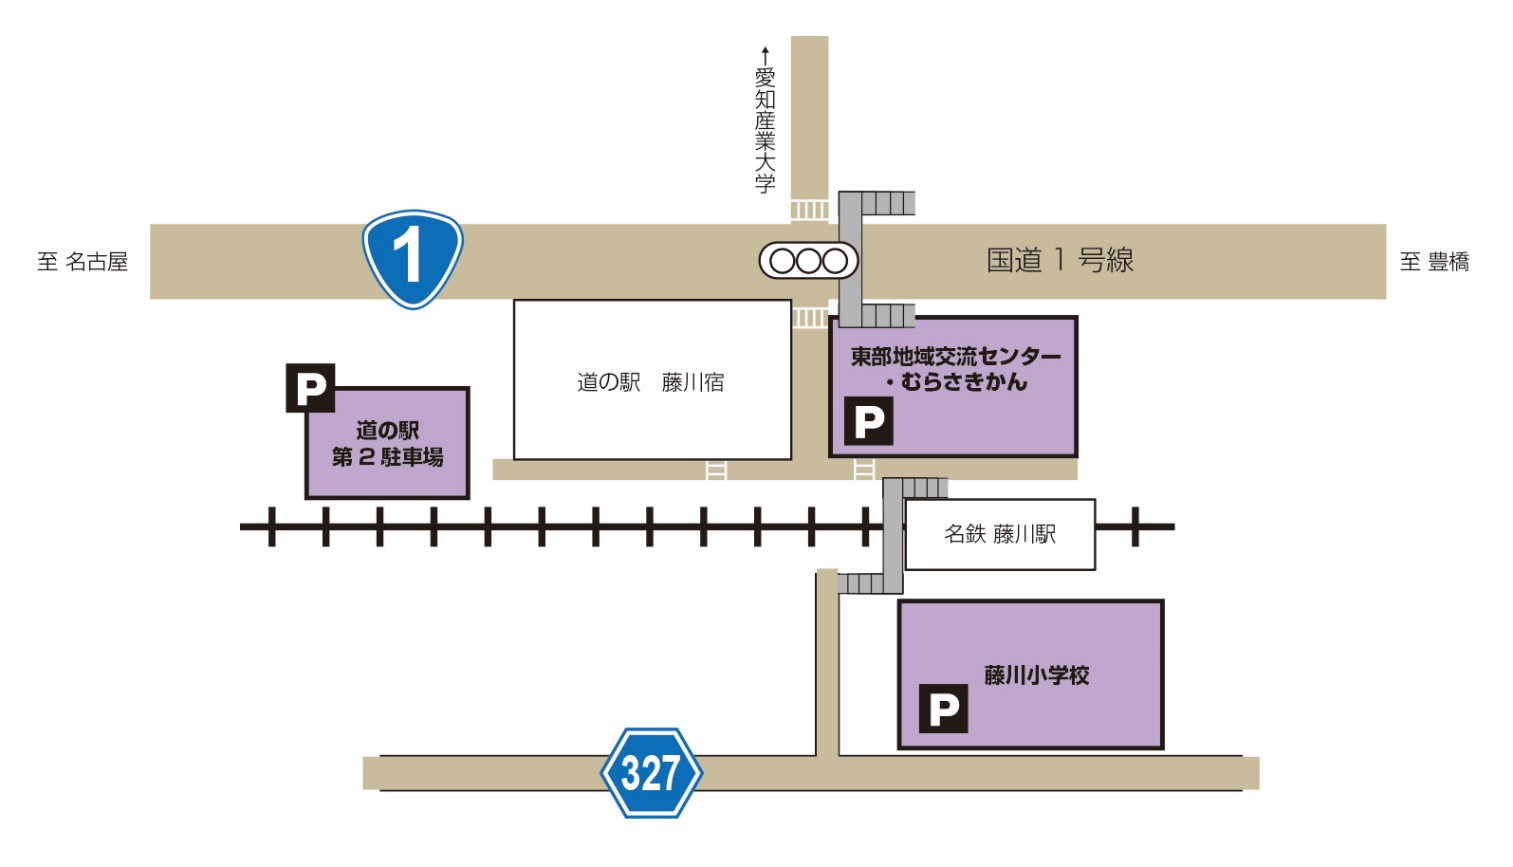 ↑愛知産業大学
至 名古屋
1
国道1号線
至 豊橋
P
道の駅
第2駐車場
道の駅　藤川宿
東部地域交流センター
・むらさきかん
P
名鉄 藤川駅
藤川小学校
P
327